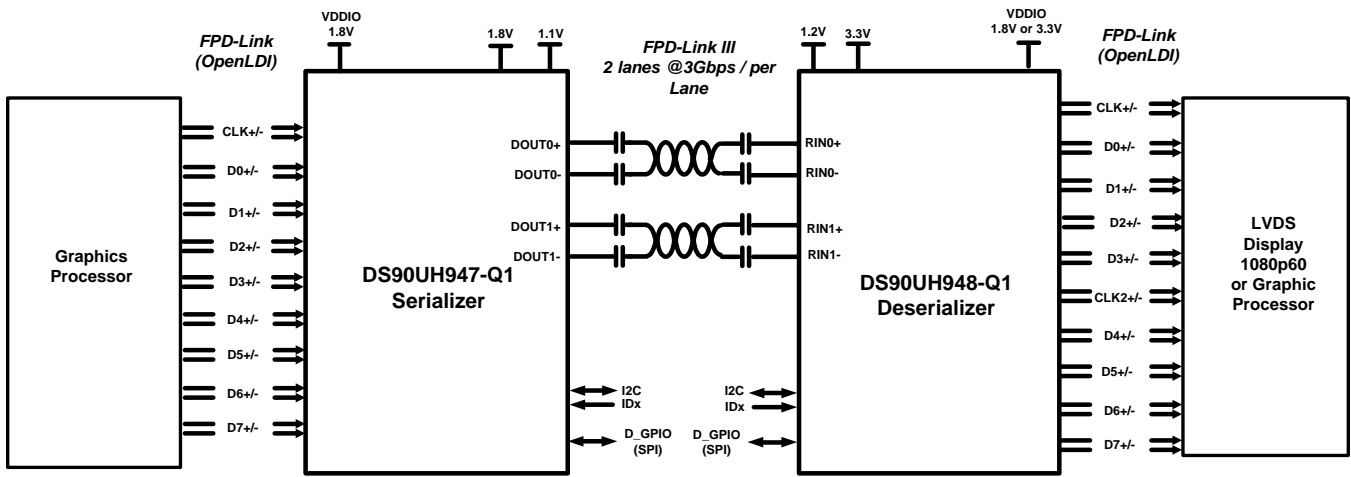 VDDIO
1.8V
1.8V
1.1V
FPD-Link
(OpenLDI)
FPD-Link III
2 lanes @3Gbps / per
Lane
1.2V
3.3V
VDDIO
1.8V or 3.3V
FPD-Link
(OpenLDI)
Graphics
Processor
CLK+/-
D0+/-
D1+/-
D2+/-
D3+/-
D4+/-
D5+/-
D6+/-
D7+/-
DS90UH947-Q1
Serializer
DOUT0+
DOUT0-
DOUT1+
DOUT1-
I2C
IDx
D_GPIO
(SPI)
RIN0+
RIN0-
RIN1+
RIN1-
I2C
IDx
D_GPIO
(SPI)
DS90UH948-Q1
Deserializer
CLK+/-
D0+/-
D1+/-
D2+/-
D3+/-
CLK2+/-
D4+/-
D5+/-
D6+/-
D7+/-
LVDS
Display
1080p60
or Graphic
Processor